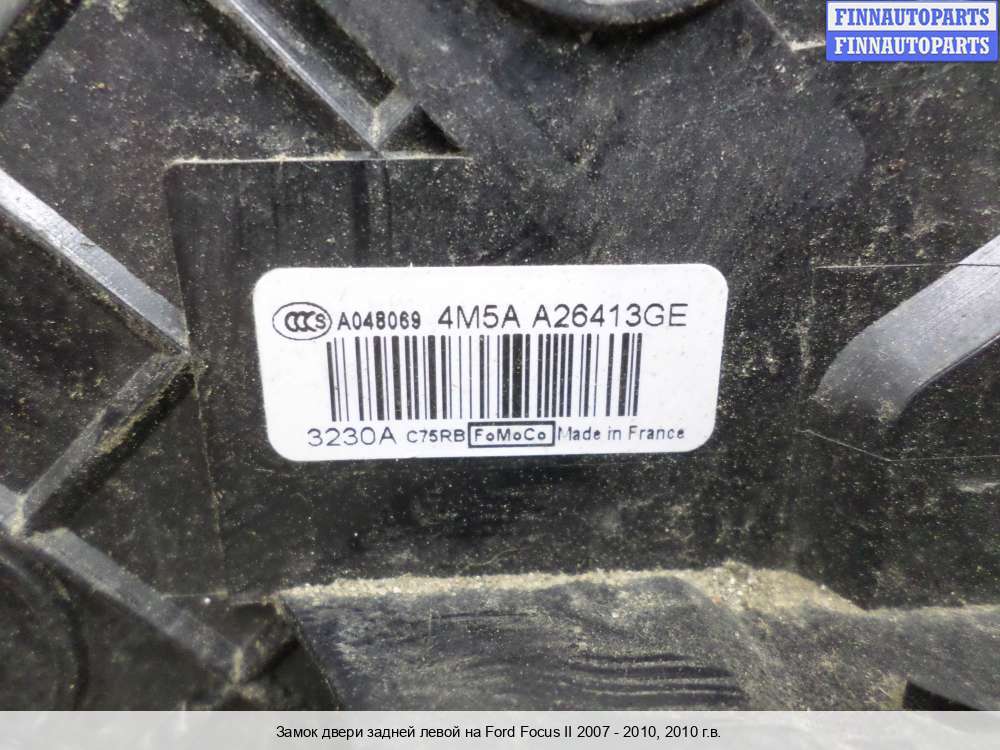 FINNAUTOPARTS
FINNAUTOPARTS
CCCS A048069 4M5A A26413GE
3230A C75RB FoMoCo Made in France
Замок двери задней левой на Ford Focus II 2007 - 2010, 2010 г.в.